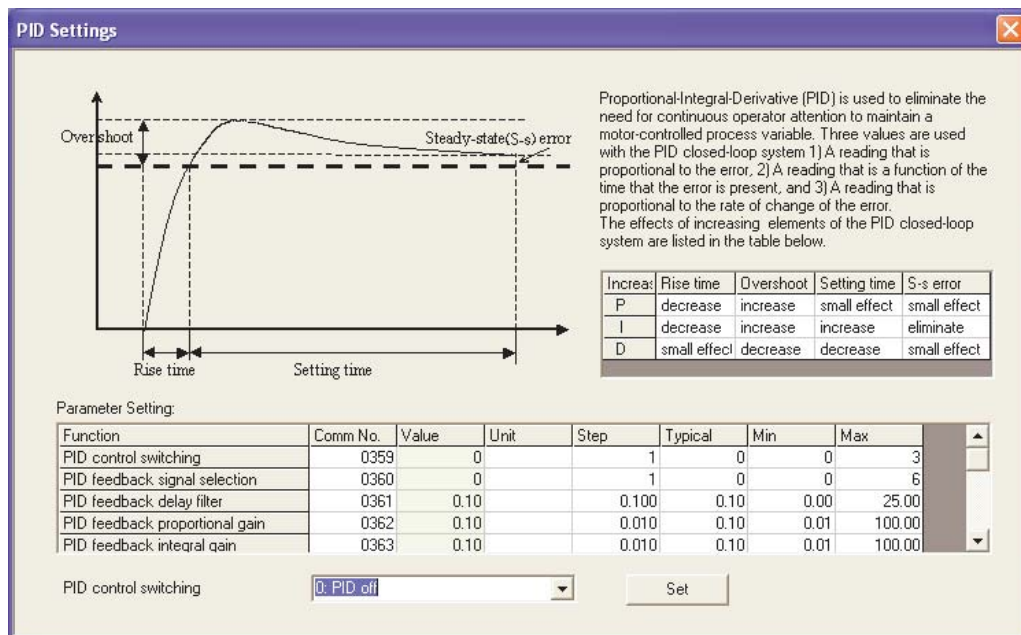 PID Settings
Overshoot
Steady-state(S-s) error
Rise time
Setting time
Proportional-Integral-Derivative (PID) is used to eliminate the
need for continuous operator attention to maintain a
motor-controlled process variable. Three values are used
with the PID closed-loop system 1) A reading that is
proportional to the error, 2) A reading that is a function of the
time that the error is present, and 3) A reading that is
proportional to the rate of change of the error.
The effects of increasing elements of the PID closed-loop
system are listed in the table below.
Increas Rise time Overshoot Setting time S-s error
P decrease increase small effect small effect
I decrease increase increase eliminate
D small effect decrease decrease small effect
Parameter Setting:
Function Comm No. Value Unit Step Typical Min Max
PID control switching 0359 0 1 0 0 3
PID feedback signal selection 0360 0 1 0 0 6
PID feedback delay filter 0361 0.10 0.100 0.10 0.00 25.00
PID feedback proportional gain 0362 0.10 0.010 0.10 0.01 100.00
PID feedback integral gain 0363 0.10 0.010 0.10 0.01 100.00
PID control switching 0: PID off Set